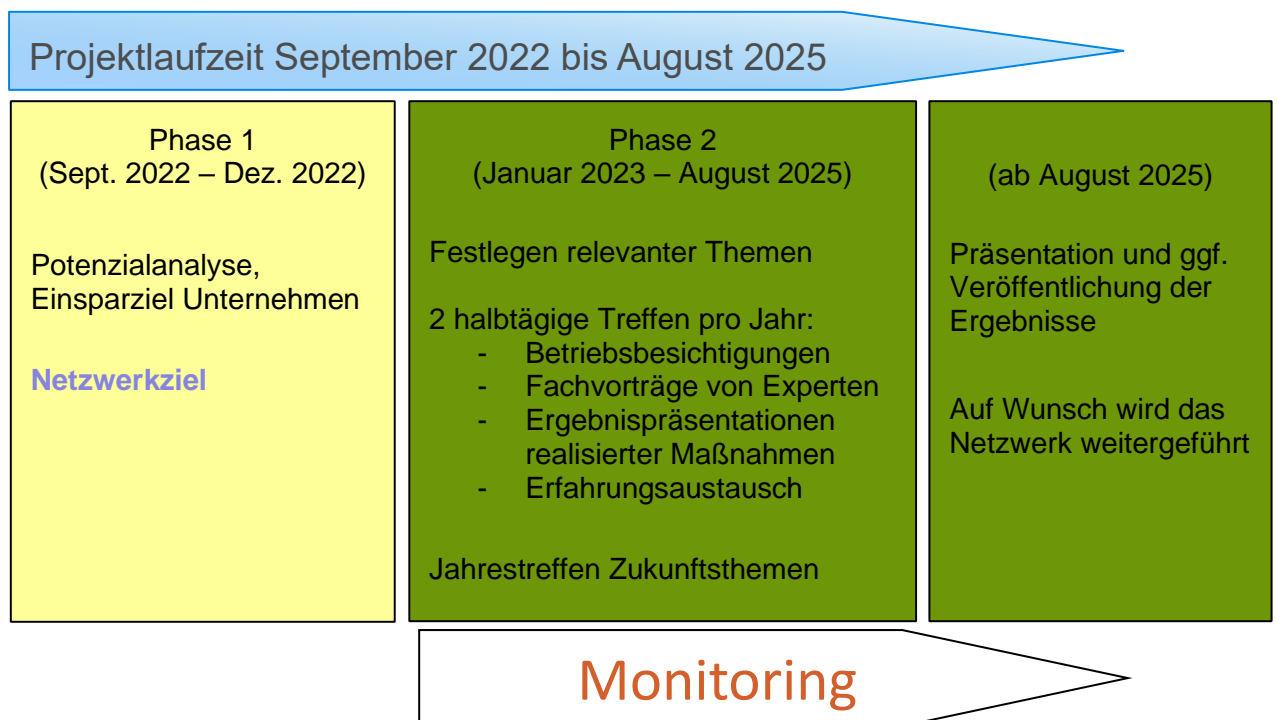 Projektlaufzeit September 2022 bis August 2025
Phase 1
(Sept. 2022 – Dez. 2022)
Potenzialanalyse,
Einsparziel Unternehmen
Netzwerkziel
Phase 2
(Januar 2023 – August 2025)
Festlegen relevanter Themen
2 halbtägige Treffen pro Jahr:
- Betriebsbesichtigungen
- Fachvorträge von Experten
- Ergebnispräsentationen
realisierter Maßnahmen
- Erfahrungsaustausch
Jahrestreffen Zukunftsthemen
(ab August 2025)
Präsentation und ggf.
Veröffentlichung der
Ergebnisse
Auf Wunsch wird das
Netzwerk weitergeführt
Monitoring